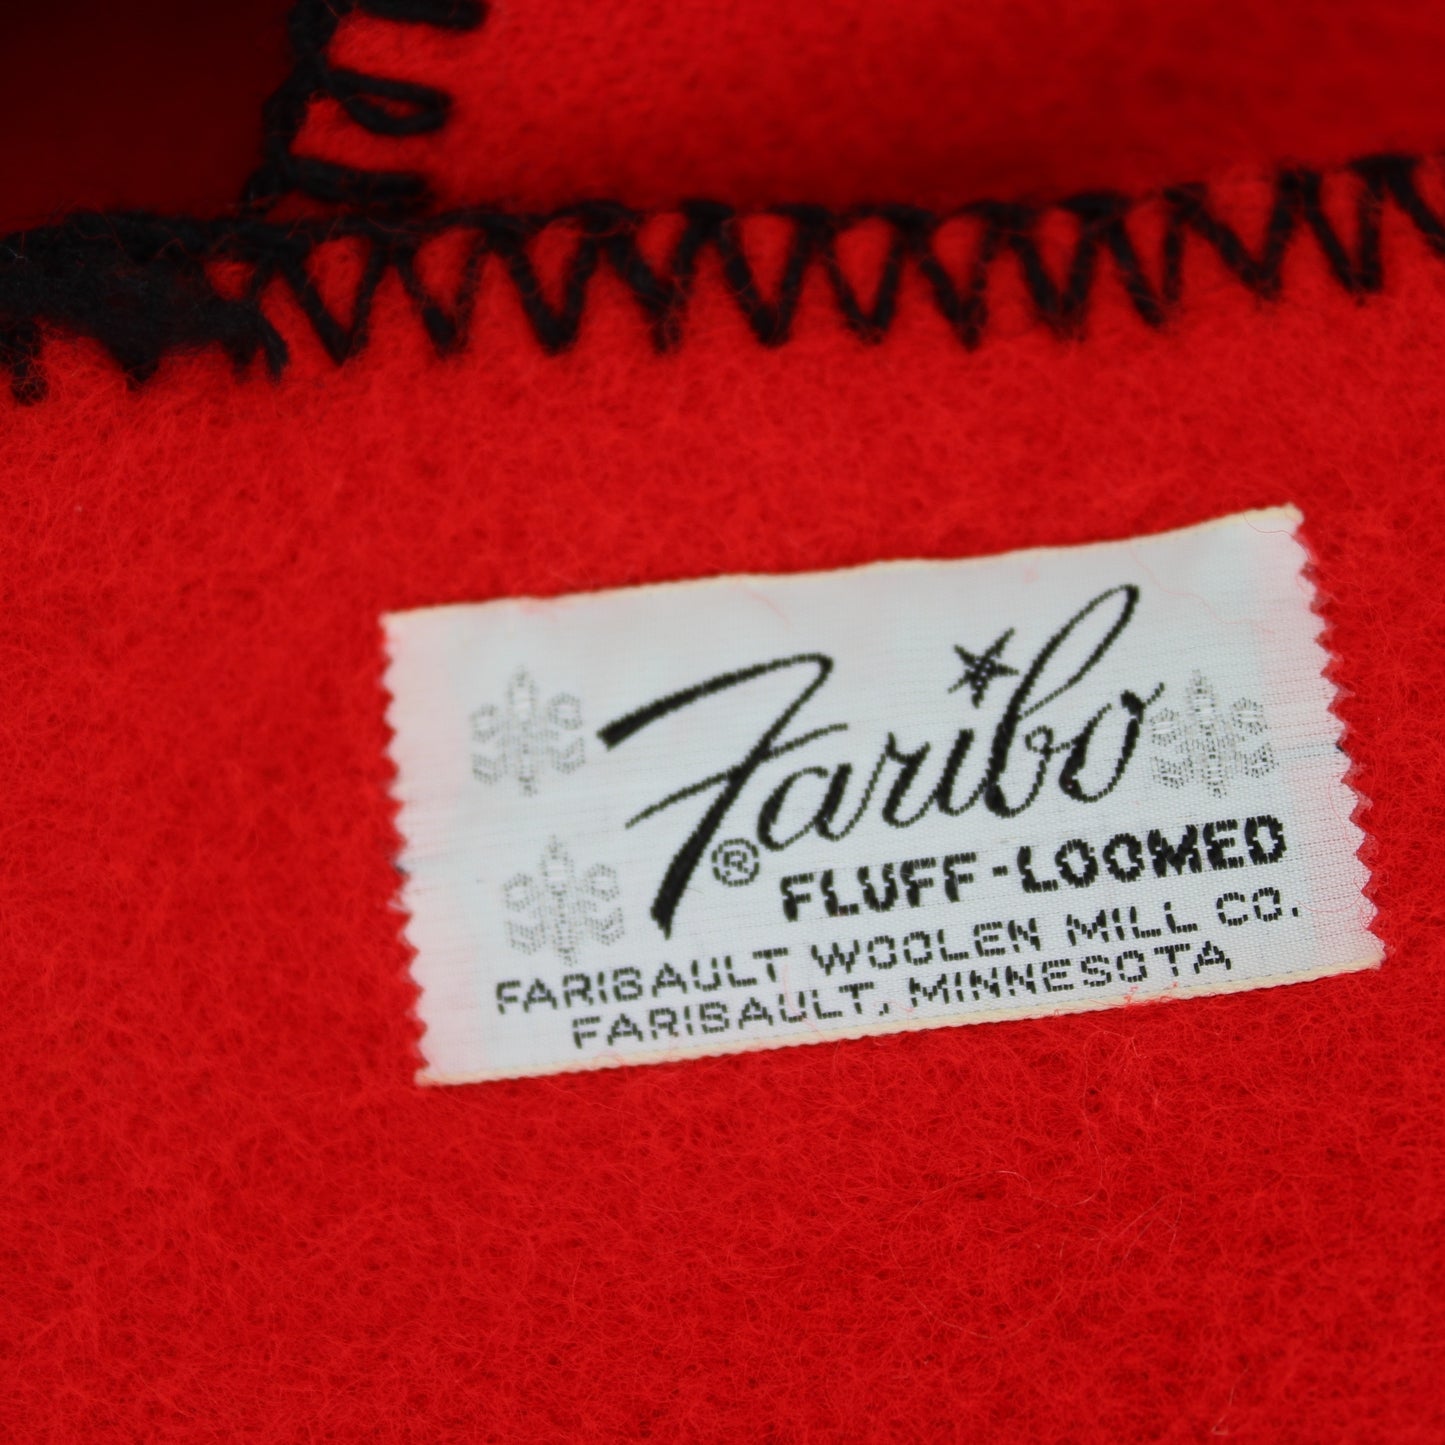 Faribo
® FLUFF-LOOMED
FARIBAULT WOOLEN MILL CO.
FARIBAULT, MINNESOTA